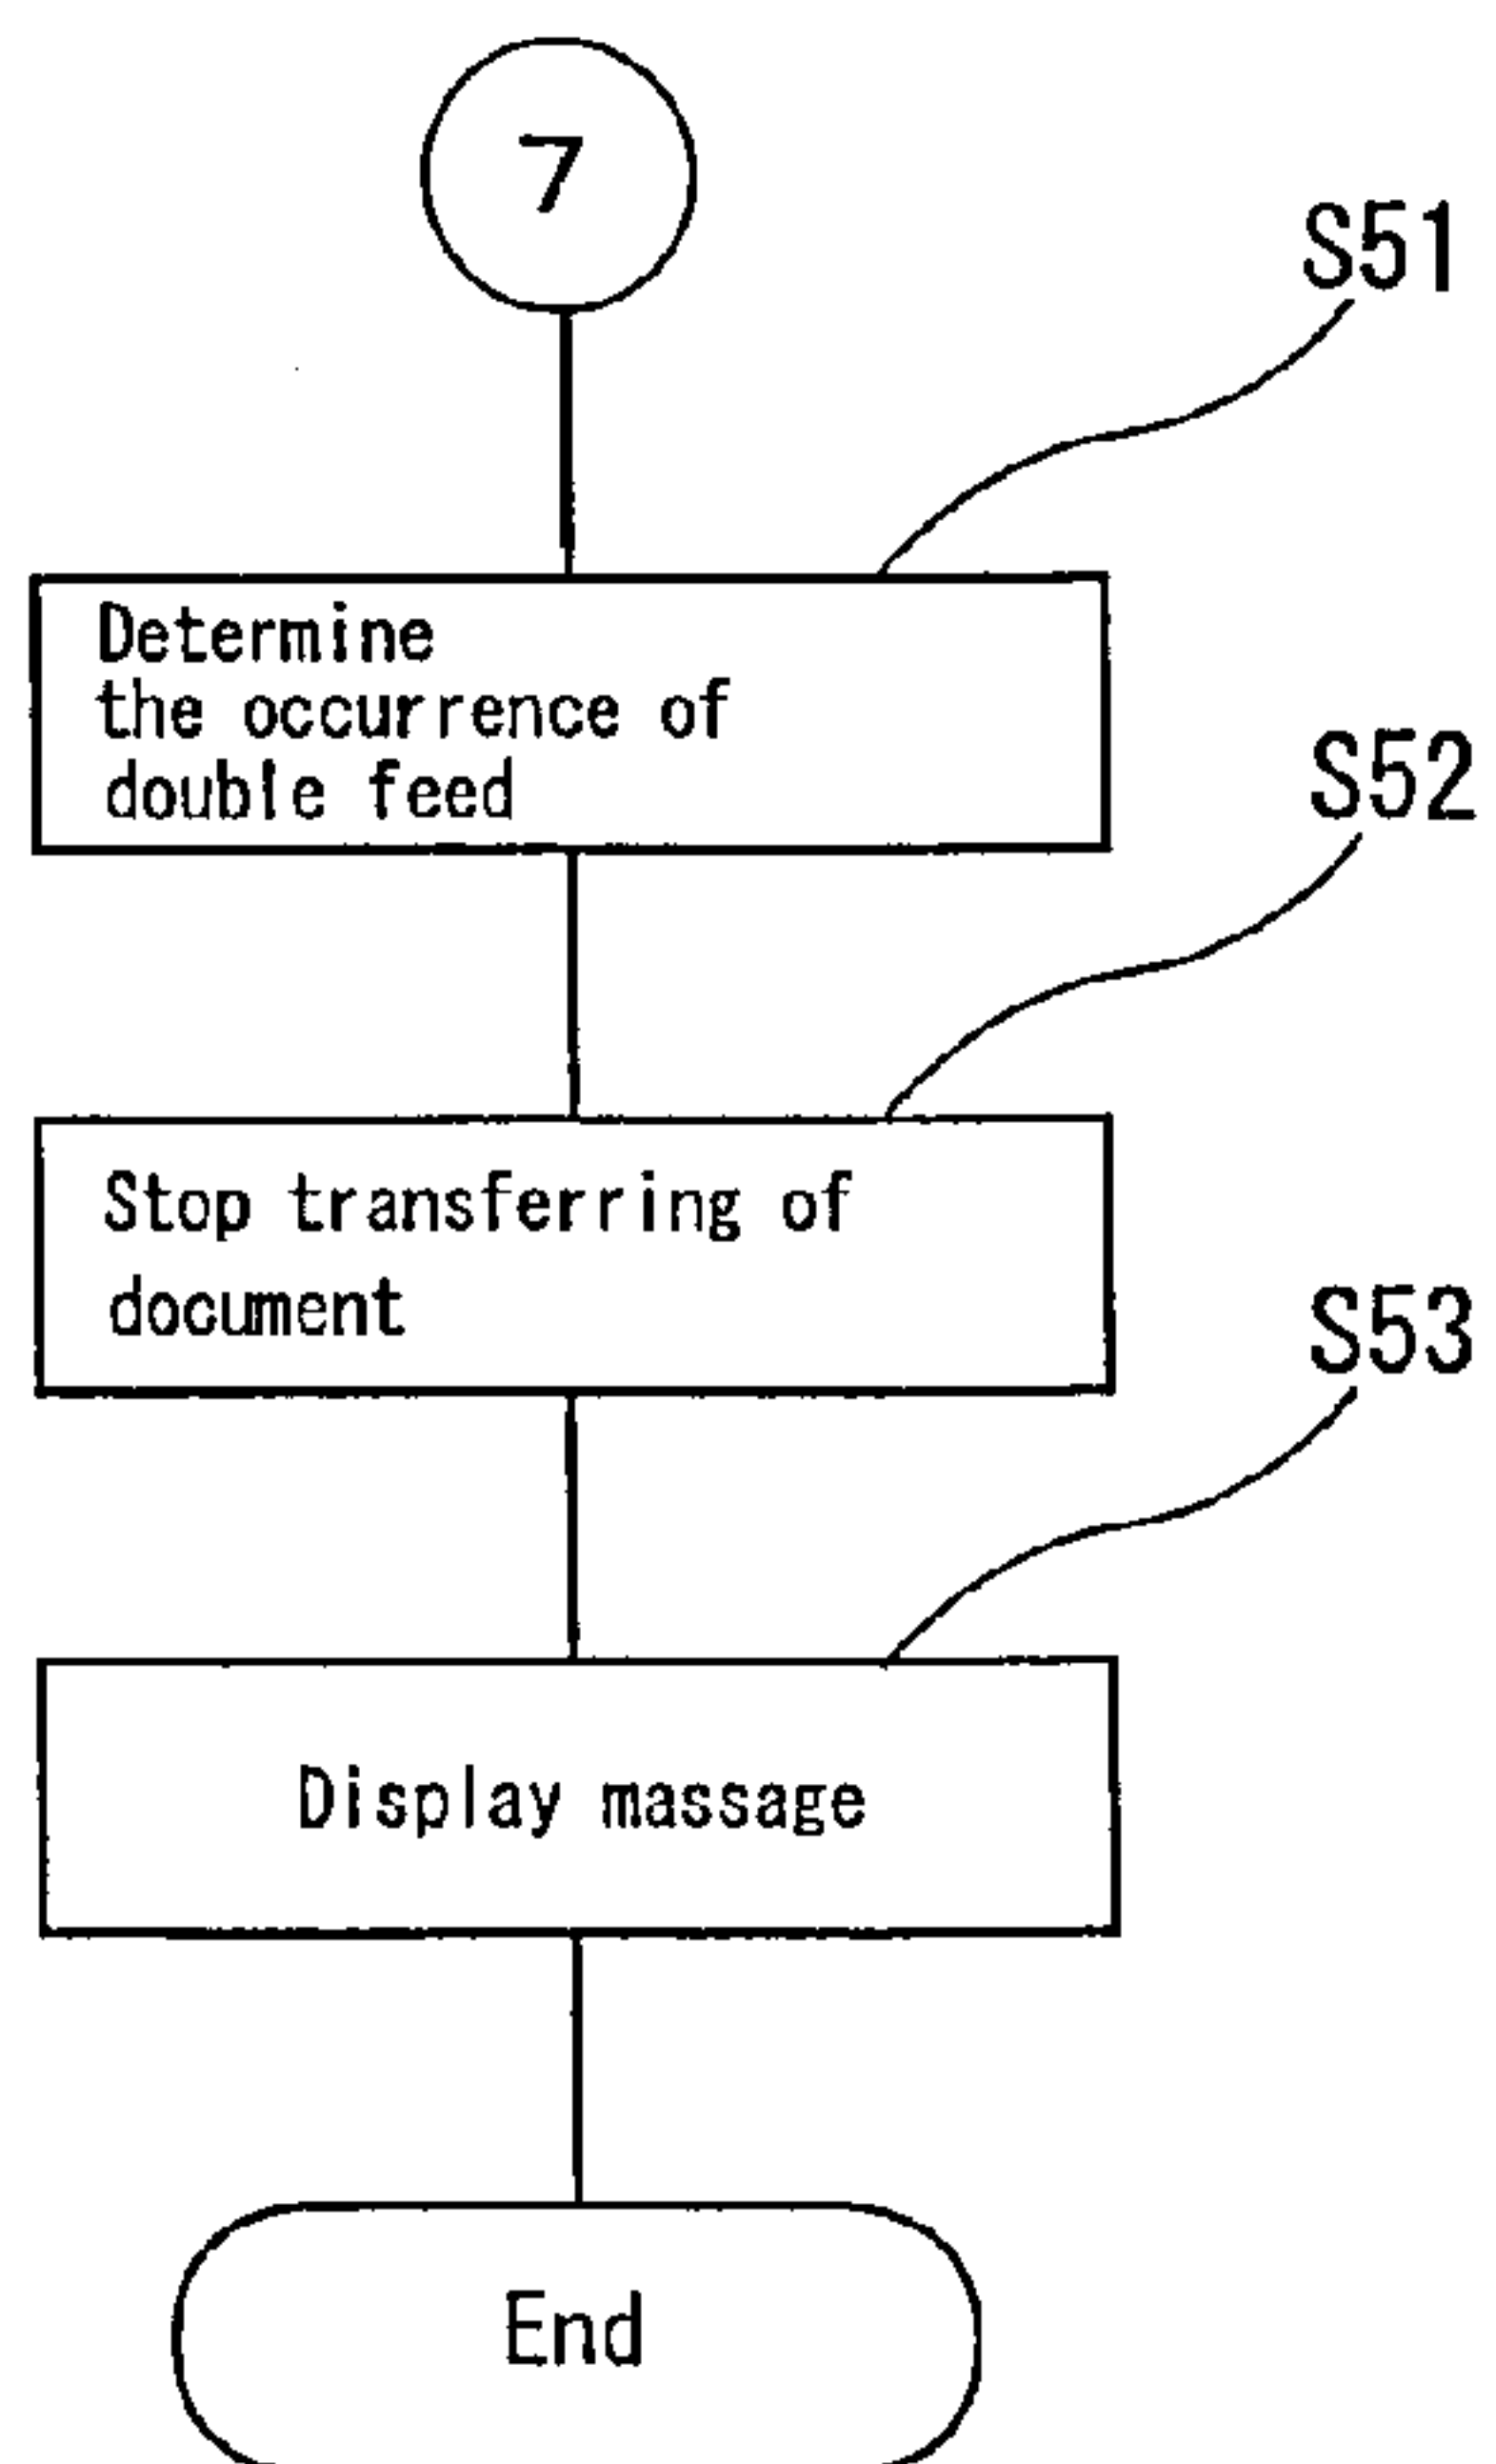 7
S51
Determine
the occurrence of
double feed
S52
Stop transferring of
document
S53
Display massage
End